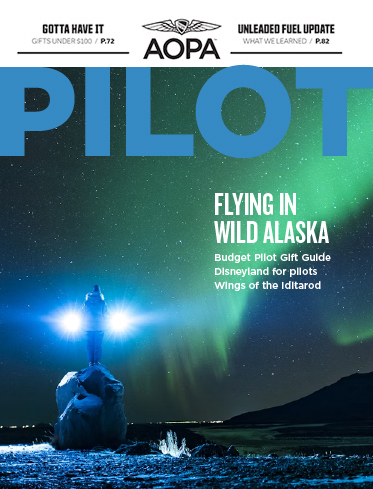 GOTTA HAVE IT
GIFTS UNDER $100 / P.72
AOPA
UNLEADED FUEL UPDATE
WHAT WE LEARNED / P.82
PILOT
FLYING IN
WILD ALASKA
Budget Pilot Gift Guide
Disneyland for pilots
Wings of the Iditarod